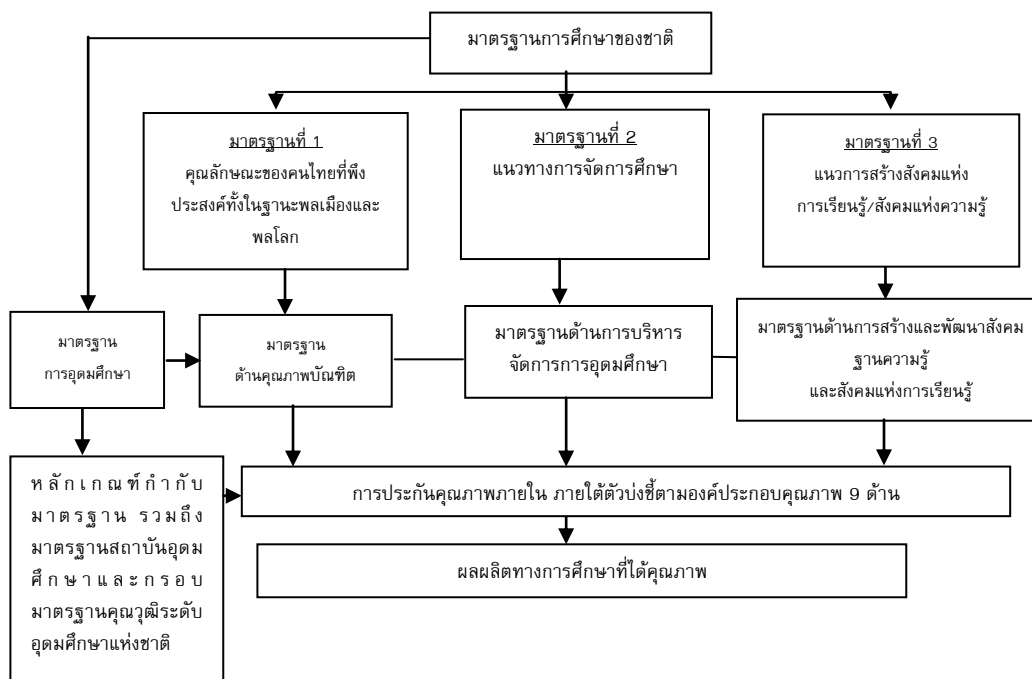 มาตรฐานการศึกษาของชาติ
มาตรฐานที่ 1
คุณลักษณะของคนไทยที่พึง
ประสงค์ทั้งในฐานะพลเมืองและ
พลโลก
มาตรฐานที่ 2
แนวทางการจัดการศึกษา
มาตรฐานที่ 3
แนวการสร้างสังคมแห่ง
การเรียนรู้/สังคมแห่งความรู้
มาตรฐาน
การอุดมศึกษา
มาตรฐาน
ด้านคุณภาพบัณฑิต
มาตรฐานด้านการบริหาร
จัดการการอุดมศึกษา
มาตรฐานด้านการสร้างและพัฒนาสังคม
ฐานความรู้
และสังคมแห่งการเรียนรู้
หลักเกณฑ์กำกับ
มาตรฐาน รวมถึง
มาตรฐานสถาบันอุดม
ศึกษาและกรอบ
มาตรฐานคุณวุฒิระดับ
อุดมศึกษาแห่งชาติ
การประกันคุณภาพภายใน ภายใต้ตัวบ่งชี้ตามองค์ประกอบคุณภาพ 9 ด้าน
ผลผลิตทางการศึกษาที่ได้คุณภาพ